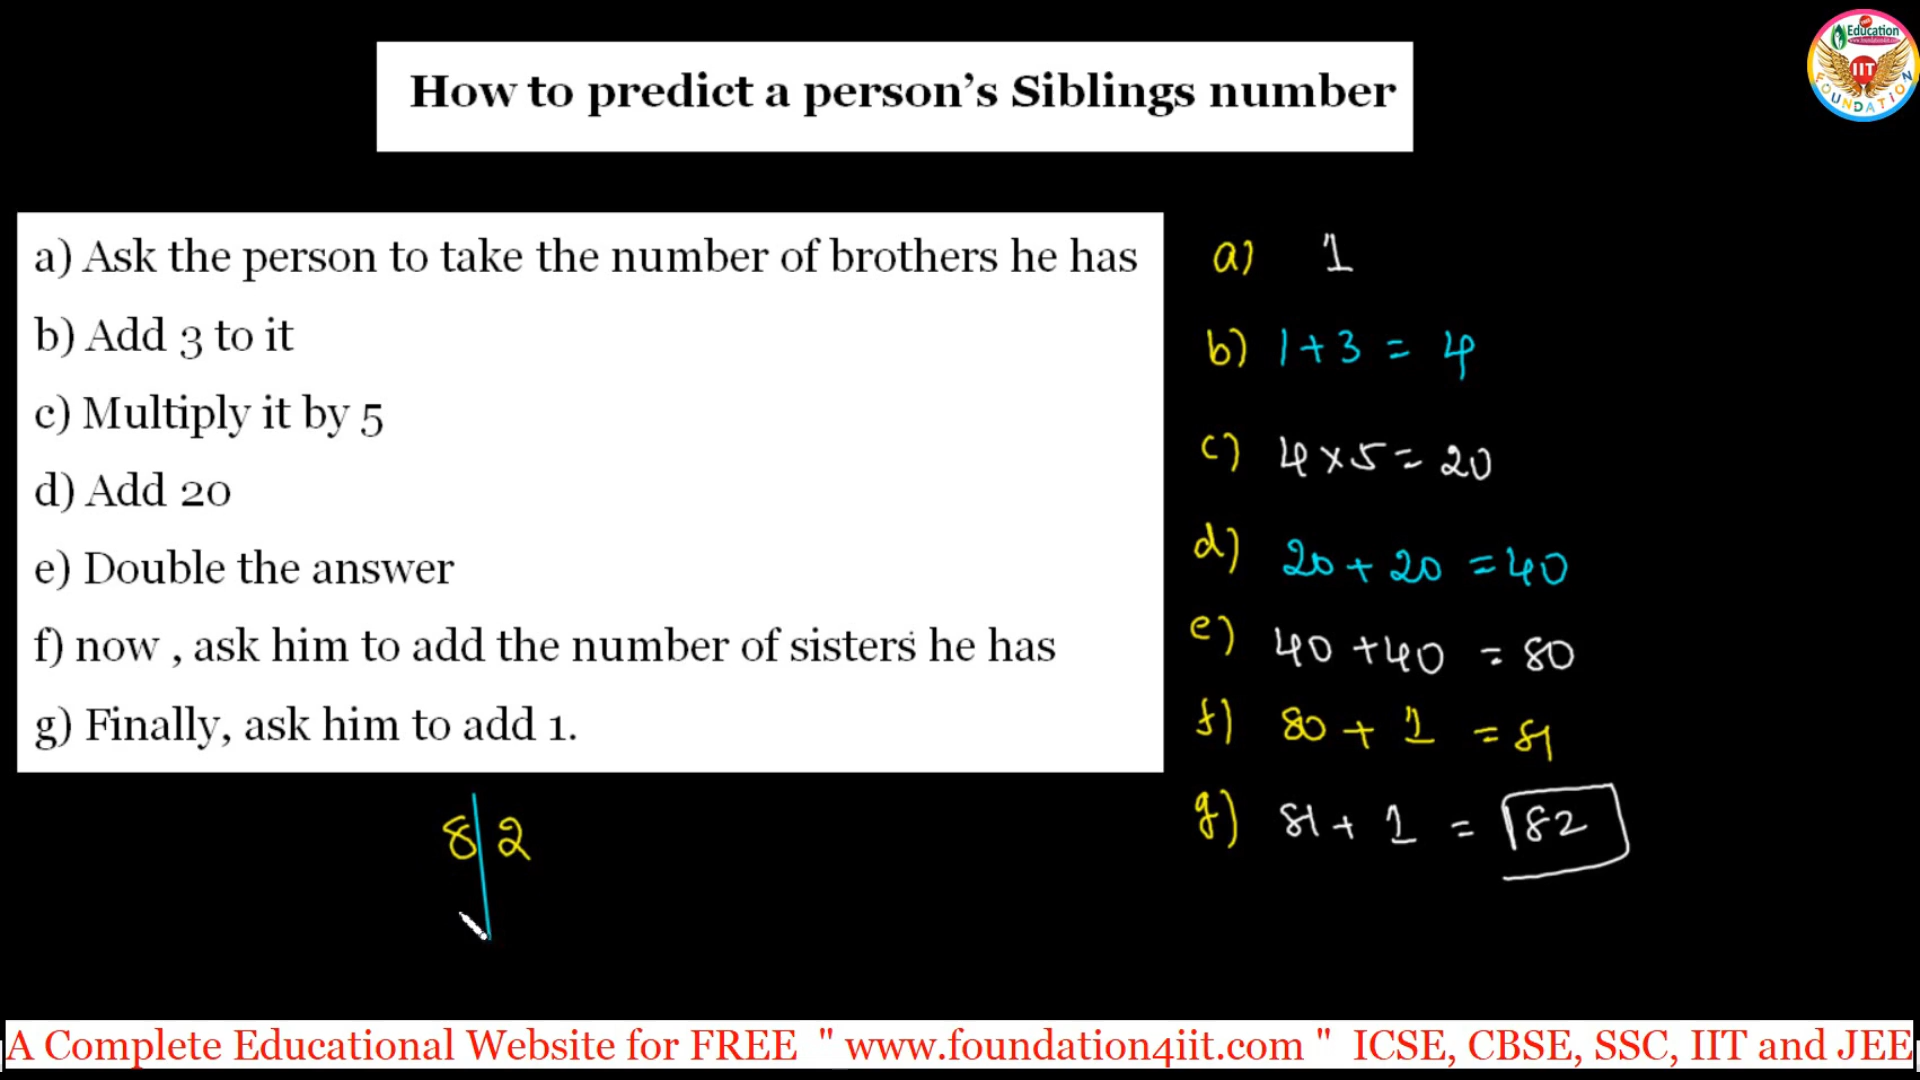 Education
IIT
FOUNDATION
How to predict a person's Siblings number
a) Ask the person to take the number of brothers he has
b) Add 3 to it
c) Multiply it by 5
d) Add 20
e) Double the answer
f) now , ask him to add the number of sisters he has
g) Finally, ask him to add 1.
a) 1
b) 1+3 = 4
c) 4×5= 20
d) 20+20 =40
e) 40+40 = 80
f) 80 + 1 = 81
g) 81+ 1 = 82
8 2
A Complete Educational Website for FREE " www.foundation4iit.com " ICSE, CBSE, SSC, IIT and JEE